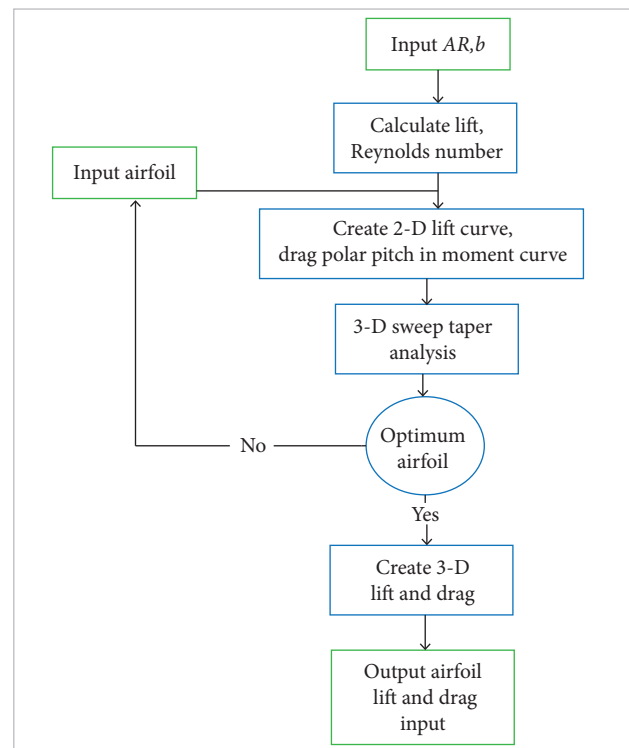 Input AR,b
Calculate lift,
Reynolds number
Input airfoil
Create 2-D lift curve,
drag polar pitch in moment curve
3-D sweep taper
analysis
Optimum
airfoil
No
Yes
Create 3-D
lift and drag
Output airfoil
lift and drag
input